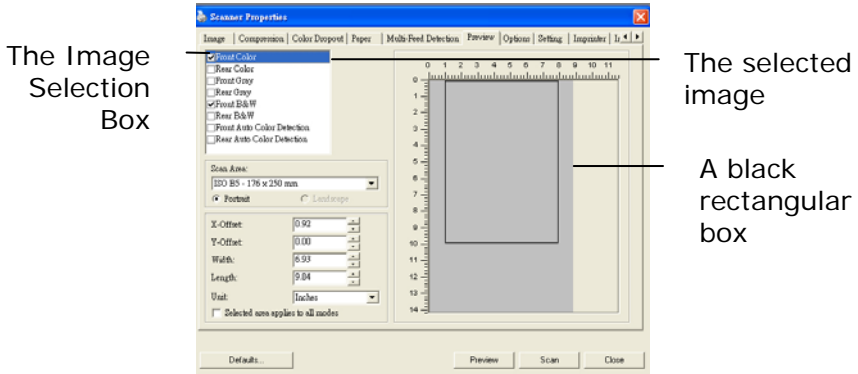 Scanner Properties
Image Compression Color Dropout Paper Multi-Feed Detection Preview Options Setting Imprinter
The Image
Selection
Box
Front Color
Rear Color
Front Gray
Rear Gray
Front B&W
Rear B&W
Front Auto Color Detection
Rear Auto Color Detection
Scan Area:
ISO B5 - 176 x 250 mm
Portrait Landscape
X-Offset: 0.92
Y-Offset: 0.00
Width: 6.93
Length: 9.84
Unit: Inches
Selected area applies to all modes
0 1 2 3 4 5 6 7 8 9 10 11
0
1
2
3
4
5
6
7
8
9
10
11
12
13
14
The selected
image
A black
rectangular
box
Defaults... Preview Scan Close